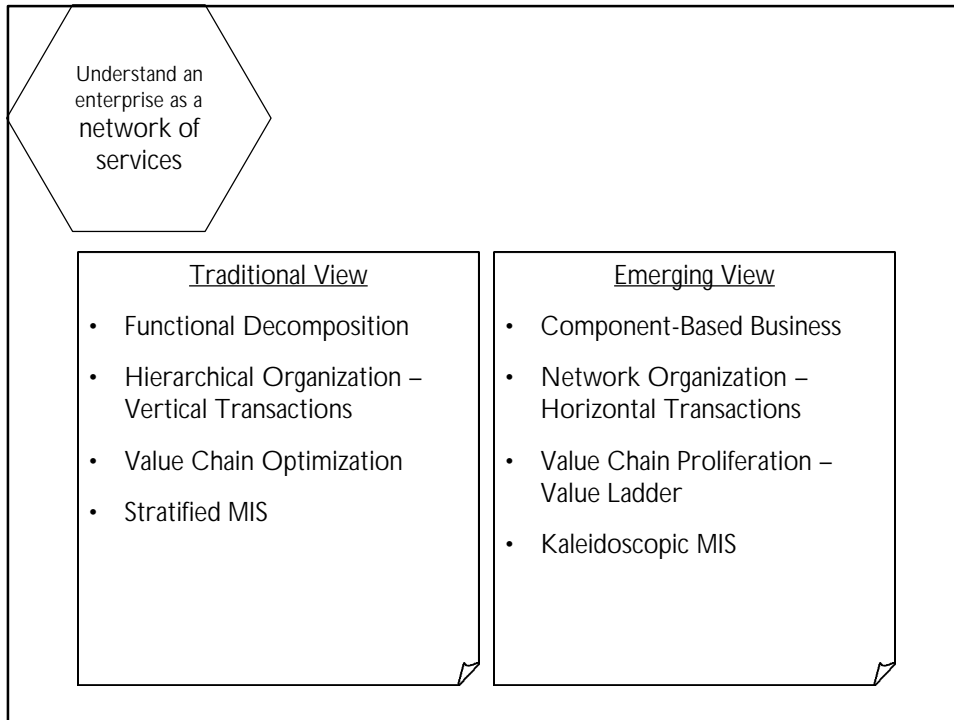 Understand an
enterprise as a
network of
services
Traditional View
• Functional Decomposition
• Hierarchical Organization –
Vertical Transactions
• Value Chain Optimization
• Stratified MIS
Emerging View
• Component-Based Business
• Network Organization –
Horizontal Transactions
• Value Chain Proliferation –
Value Ladder
• Kaleidoscopic MIS